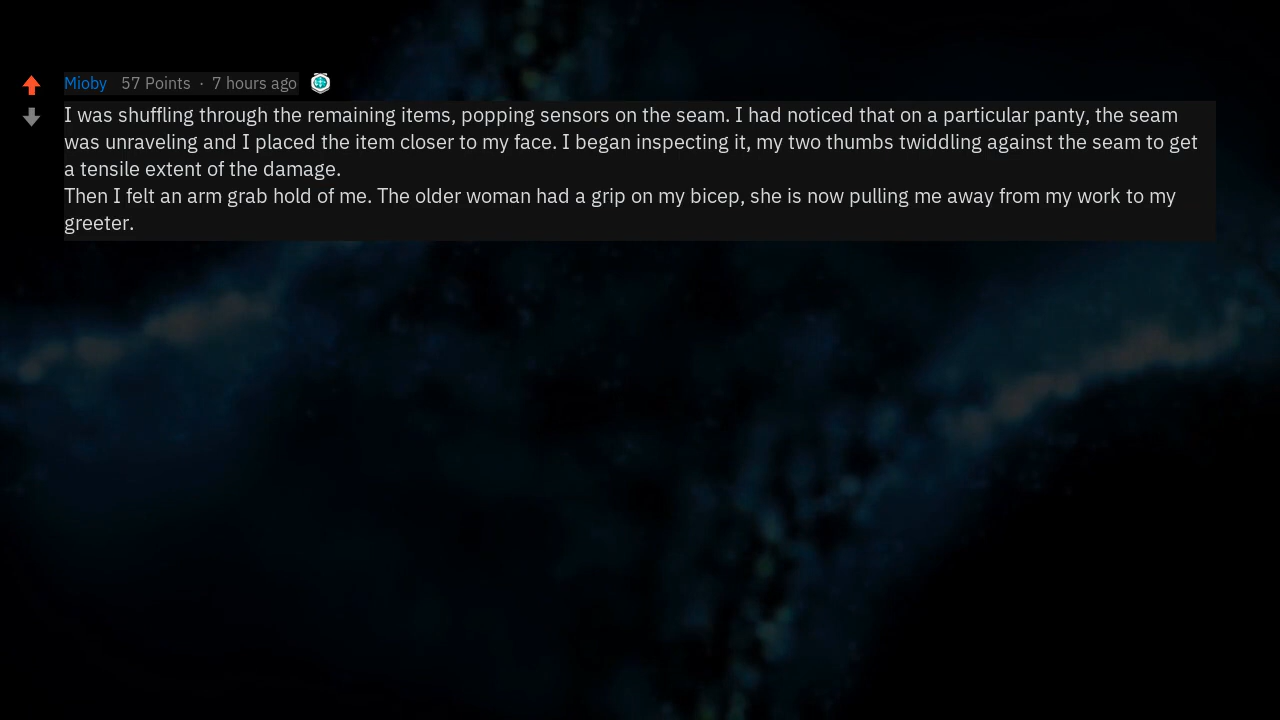 Mioby 57 Points · 7 hours ago
I was shuffling through the remaining items, popping sensors on the seam. I had noticed that on a particular panty, the seam
was unraveling and I placed the item closer to my face. I began inspecting it, my two thumbs twiddling against the seam to get
a tensile extent of the damage.
Then I felt an arm grab hold of me. The older woman had a grip on my bicep, she is now pulling me away from my work to my
greeter.